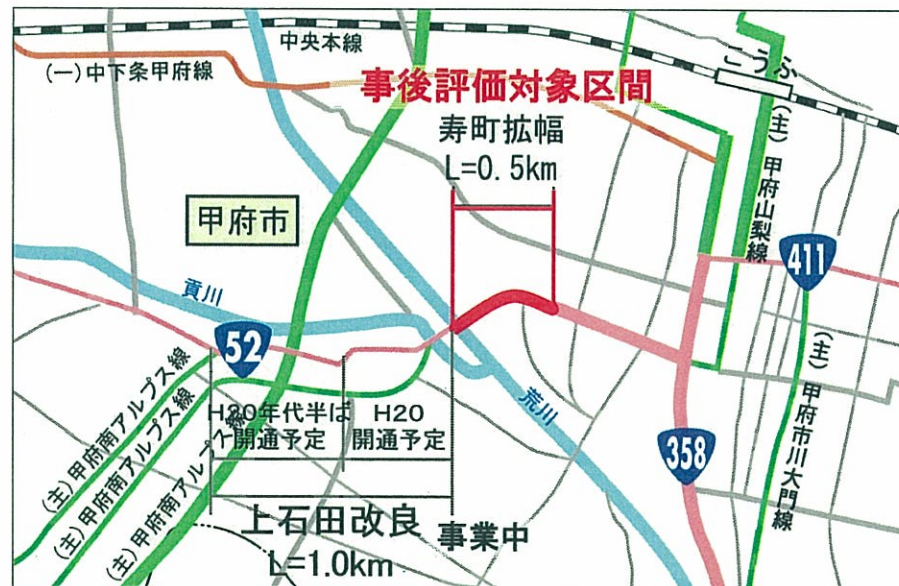 中央本線
(一)中下条甲府線
こうふ
事後評価対象区間
寿町拡幅
L=0.5km
(主)甲府山梨線
甲府市
411
貢川
52
荒川
358
(主)甲府市川大門線
H20年代半ば
開通予定
H20
開通予定
(主)甲府南アルプス線
(主)甲府南アルプス線
(主)甲府南アルプス線
上石田改良
L=1.0km
事業中